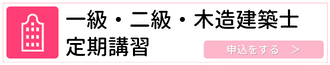 一級・二級・木造建築士
定期講習
申込をする　＞